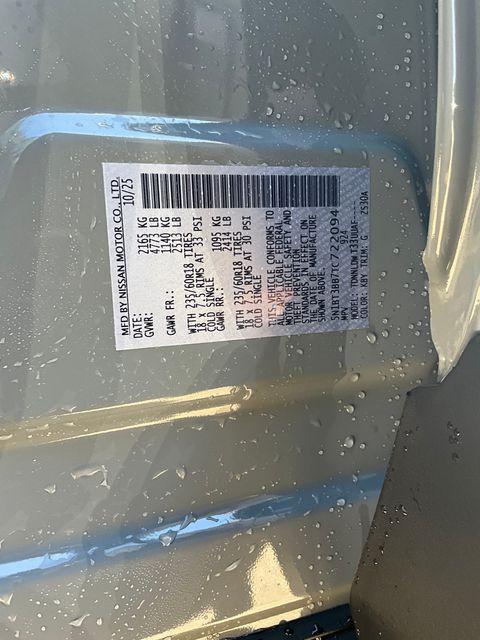 MFD BY NISSAN MOTOR CO., LTD.
DATE: 10/25
GVWR: 2165 KG
4773 LB
GAWR FR.: 1140 KG
2513 LB
WITH 235/60R18 TIRES
18 X 7.5 RIMS AT 33 PSI
COLD SINGLE
GAWR RR.: 1095 KG
2414 LB
WITH 235/60R18 TIRES
18 X 7.5 RIMS AT 30 PSI
COLD SINGLE
THIS VEHICLE CONFORMS TO
ALL APPLICABLE FEDERAL
MOTOR VEHICLE SAFETY AND
THEFT PREVENTION
STANDARDS IN EFFECT ON
THE DATE OF MANUFACTURE
SHOWN ABOVE.
5N1BT3BB7TC722094
MPV 924
MODEL:
COLOR: KBY TRIM: G Z530A